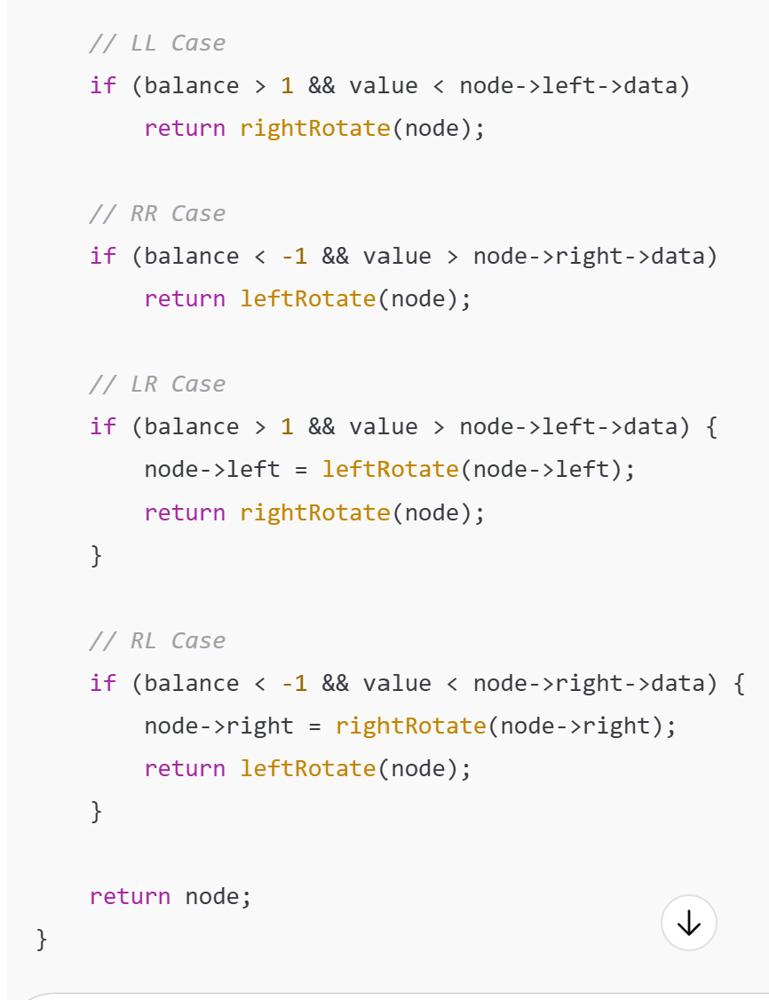 // LL Case
if (balance > 1 && value < node->left->data)
return rightRotate(node);
// RR Case
if (balance < -1 && value > node->right->data)
return leftRotate(node);
// LR Case
if (balance > 1 && value > node->left->data) {
node->left = leftRotate(node->left);
return rightRotate(node);
}
// RL Case
if (balance < -1 && value < node->right->data) {
node->right = rightRotate(node->right);
return leftRotate(node);
}
return node;
}